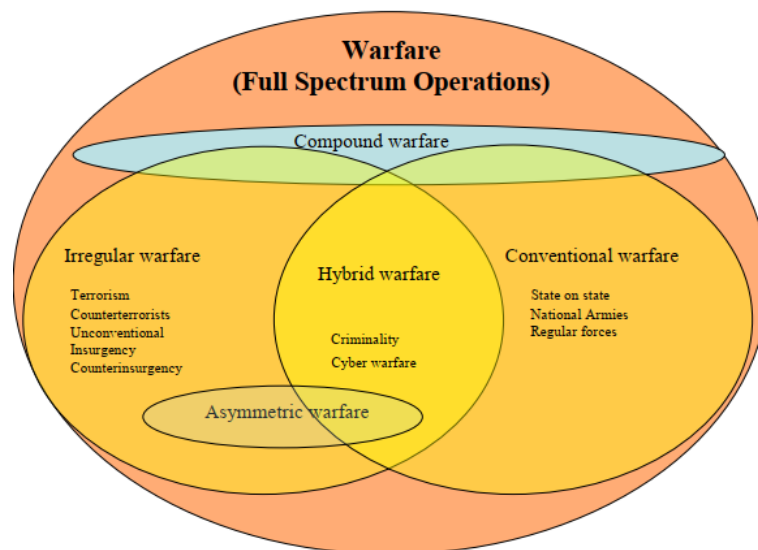 Warfare
(Full Spectrum Operations)
Compound warfare
Irregular warfare
Terrorism
Counterterrorists
Unconventional
Insurgency
Counterinsurgency
Hybrid warfare
Criminality
Cyber warfare
Conventional warfare
State on state
National Armies
Regular forces
Asymmetric warfare